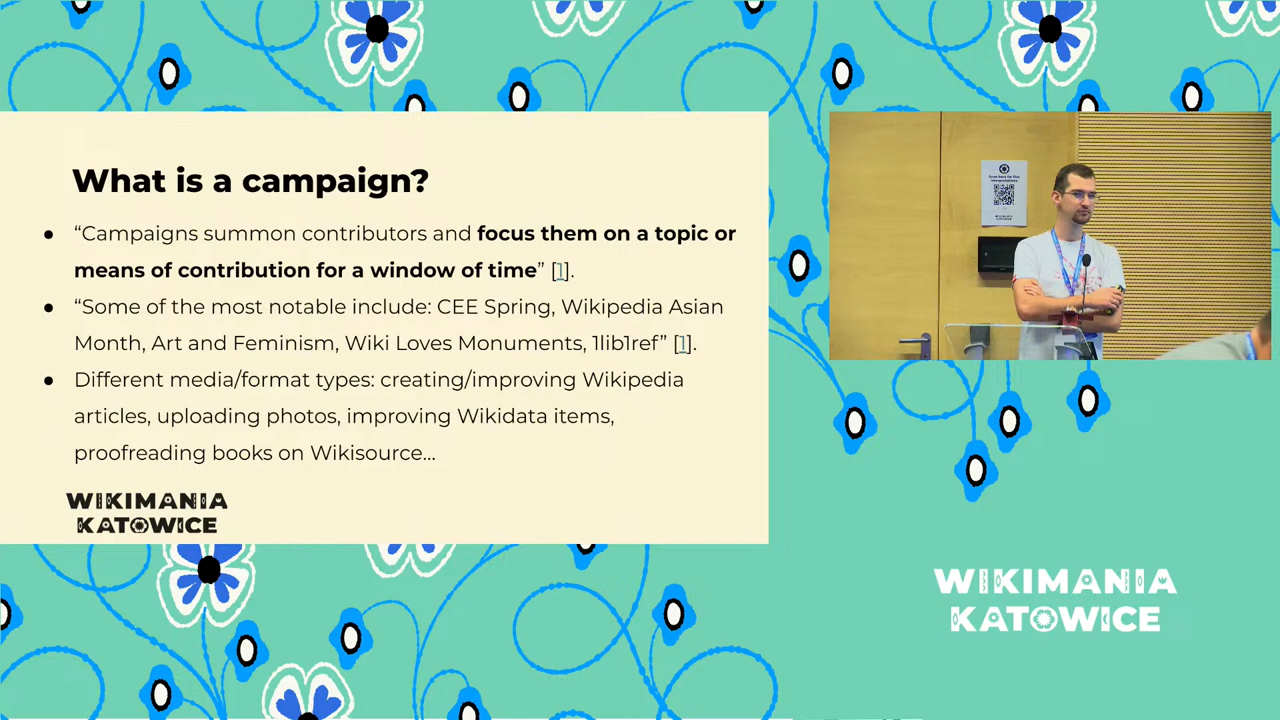 What is a campaign?
● “Campaigns summon contributors and focus them on a topic or
means of contribution for a window of time” [1].
● “Some of the most notable include: CEE Spring, Wikipedia Asian
Month, Art and Feminism, Wiki Loves Monuments, 1lib1ref” [1].
● Different media/format types: creating/improving Wikipedia
articles, uploading photos, improving Wikidata items,
proofreading books on Wikisource...
WIKIMANIA
KATOWICE
WIKIMANIA
KATOWICE